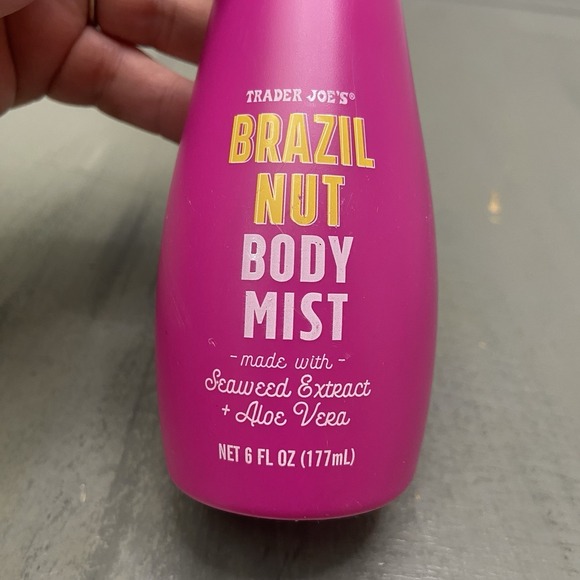 TRADER JOE'S®
BRAZIL
NUT
BODY
MIST
- made with -
Seaweed Extract
+ Aloe Vera
NET 6 FL OZ (177mL)